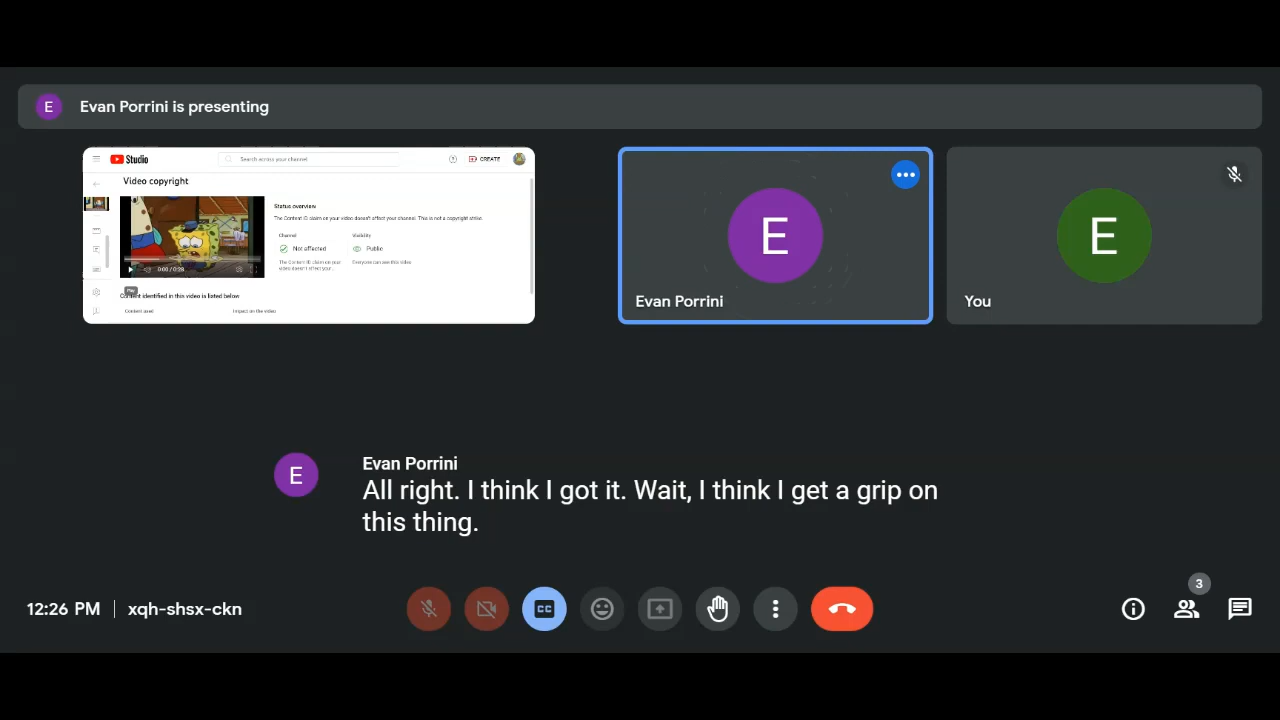 E
Evan Porrini is presenting
Studio
Search across your channel
CREATE
Video copyright
Status overview
The Content ID claim on your video doesn't affect your channel. This is not a copyright strike.
Channel
Visibility
Not affected
Public
The Content ID claim on your
video doesn't affect your...
Everyone can see this video
0:00 / 0:28
Play
Content identified in this video is listed below
Content used
Impact on the video
E
Evan Porrini
E
You
E
Evan Porrini
All right. I think I got it. Wait, I think I get a grip on
this thing.
12:26 PM
xqh-shsx-ckn
CC
3